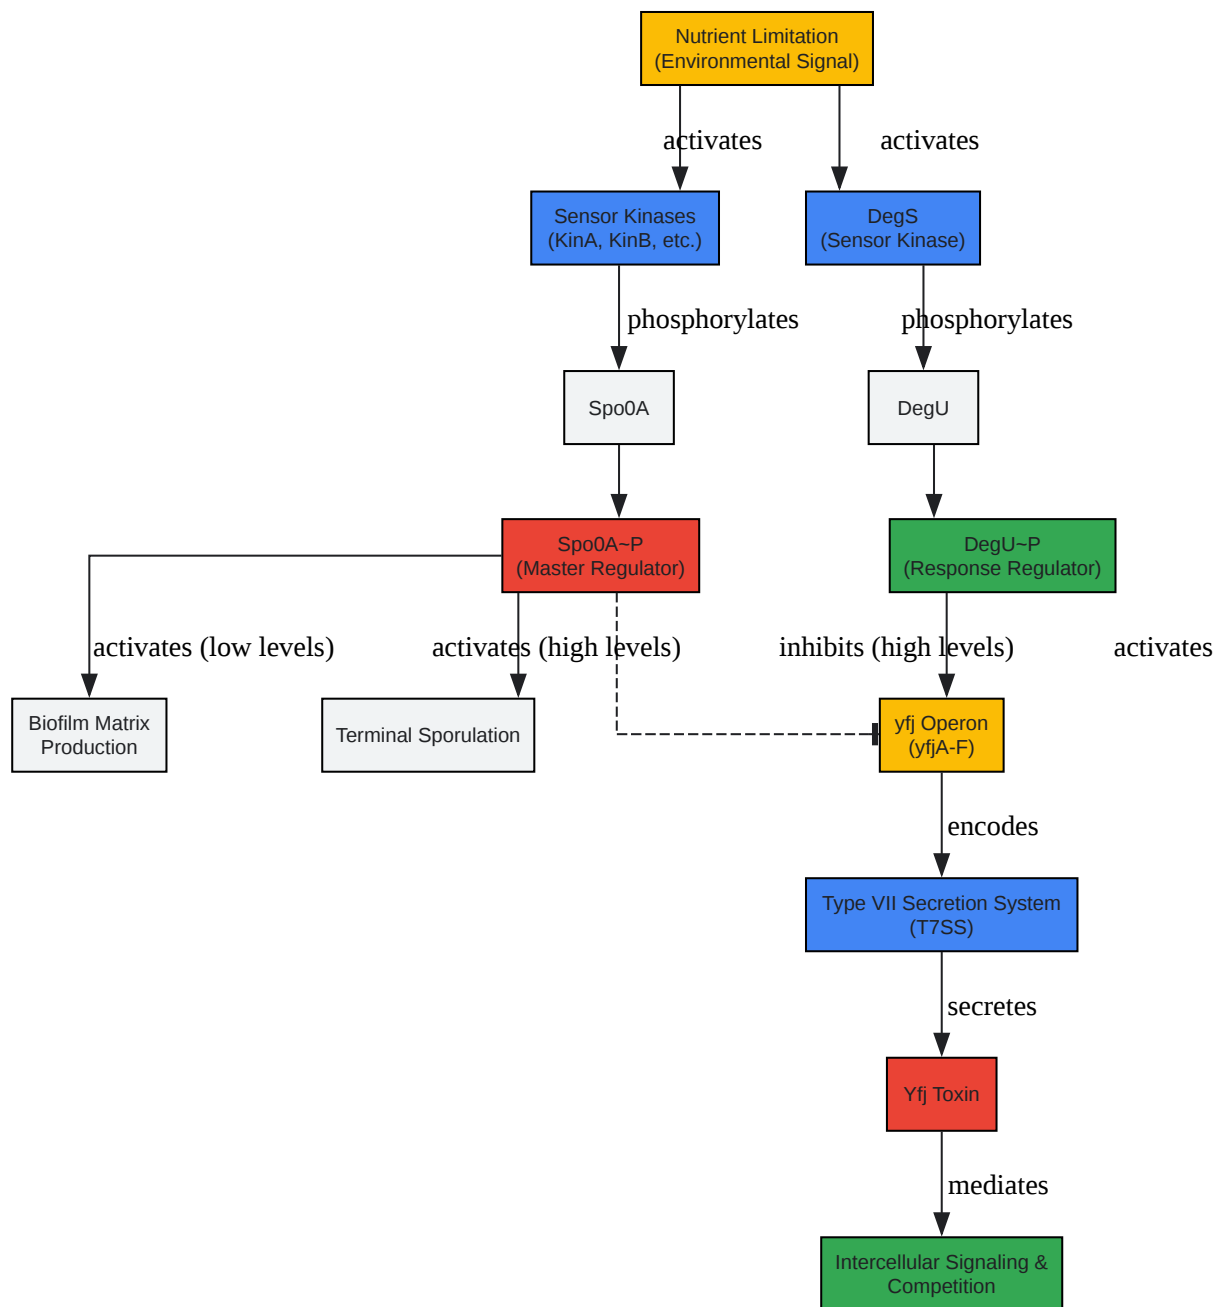 Nutrient Limitation
(Environmental Signal)
activates
activates
Sensor Kinases
(KinA, KinB, etc.)
DegS
(Sensor Kinase)
phosphorylates
phosphorylates
Spo0A
DegU
Spo0A~P
(Master Regulator)
DegU~P
(Response Regulator)
activates (low levels)
activates (high levels)
inhibits (high levels)
activates
Biofilm Matrix
Production
Terminal Sporulation
yfj Operon
(yfjA-F)
encodes
Type VII Secretion System
(T7SS)
secretes
Yfj Toxin
mediates
Intercellular Signaling &
Competition